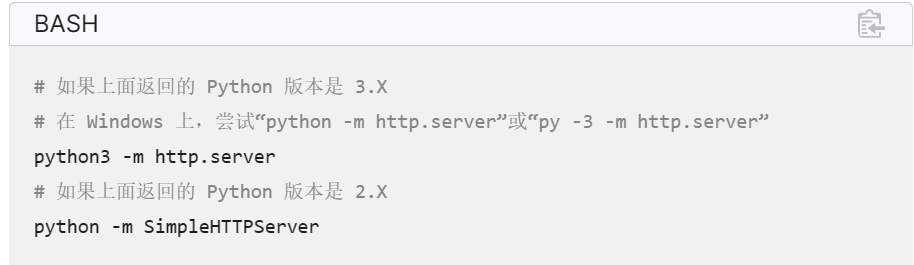 BASH
# 如果上面返回的 Python 版本是 3.X
# 在 Windows 上，尝试“python -m http.server”或“py -3 -m http.server”
python3 -m http.server
# 如果上面返回的 Python 版本是 2.X
python -m SimpleHTTPServer